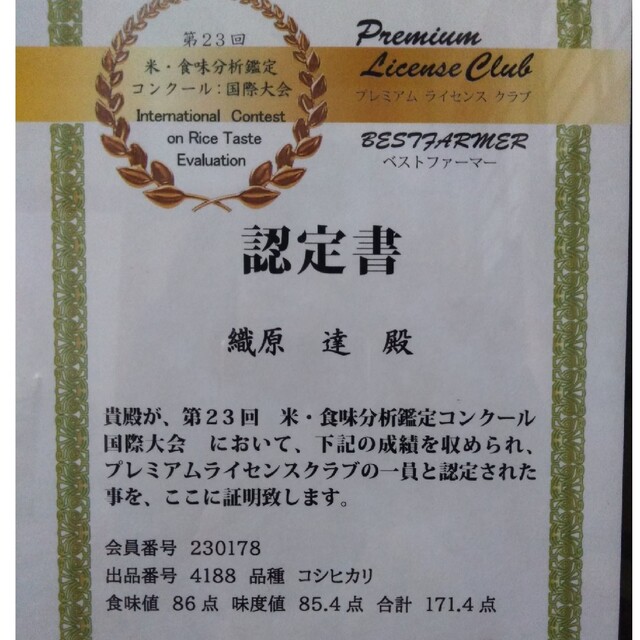 第23回
米・食味分析鑑定
コンクール:国際大会
International Contest
on Rice Taste
Evaluation
Premium
License Club
プレミアム ライセンス クラブ
BESTFARMER
ベストファーマー
認定書
織原 達 殿
貴殿が、第23回 米・食味分析鑑定コンクール
国際大会 において、下記の成績を収められ、
プレミアムライセンスクラブの一員と認定された
事を、ここに証明致します。
会員番号 230178
出品番号 4188 品種 コシヒカリ
食味値 86点 味度値 85.4点 合計 171.4点